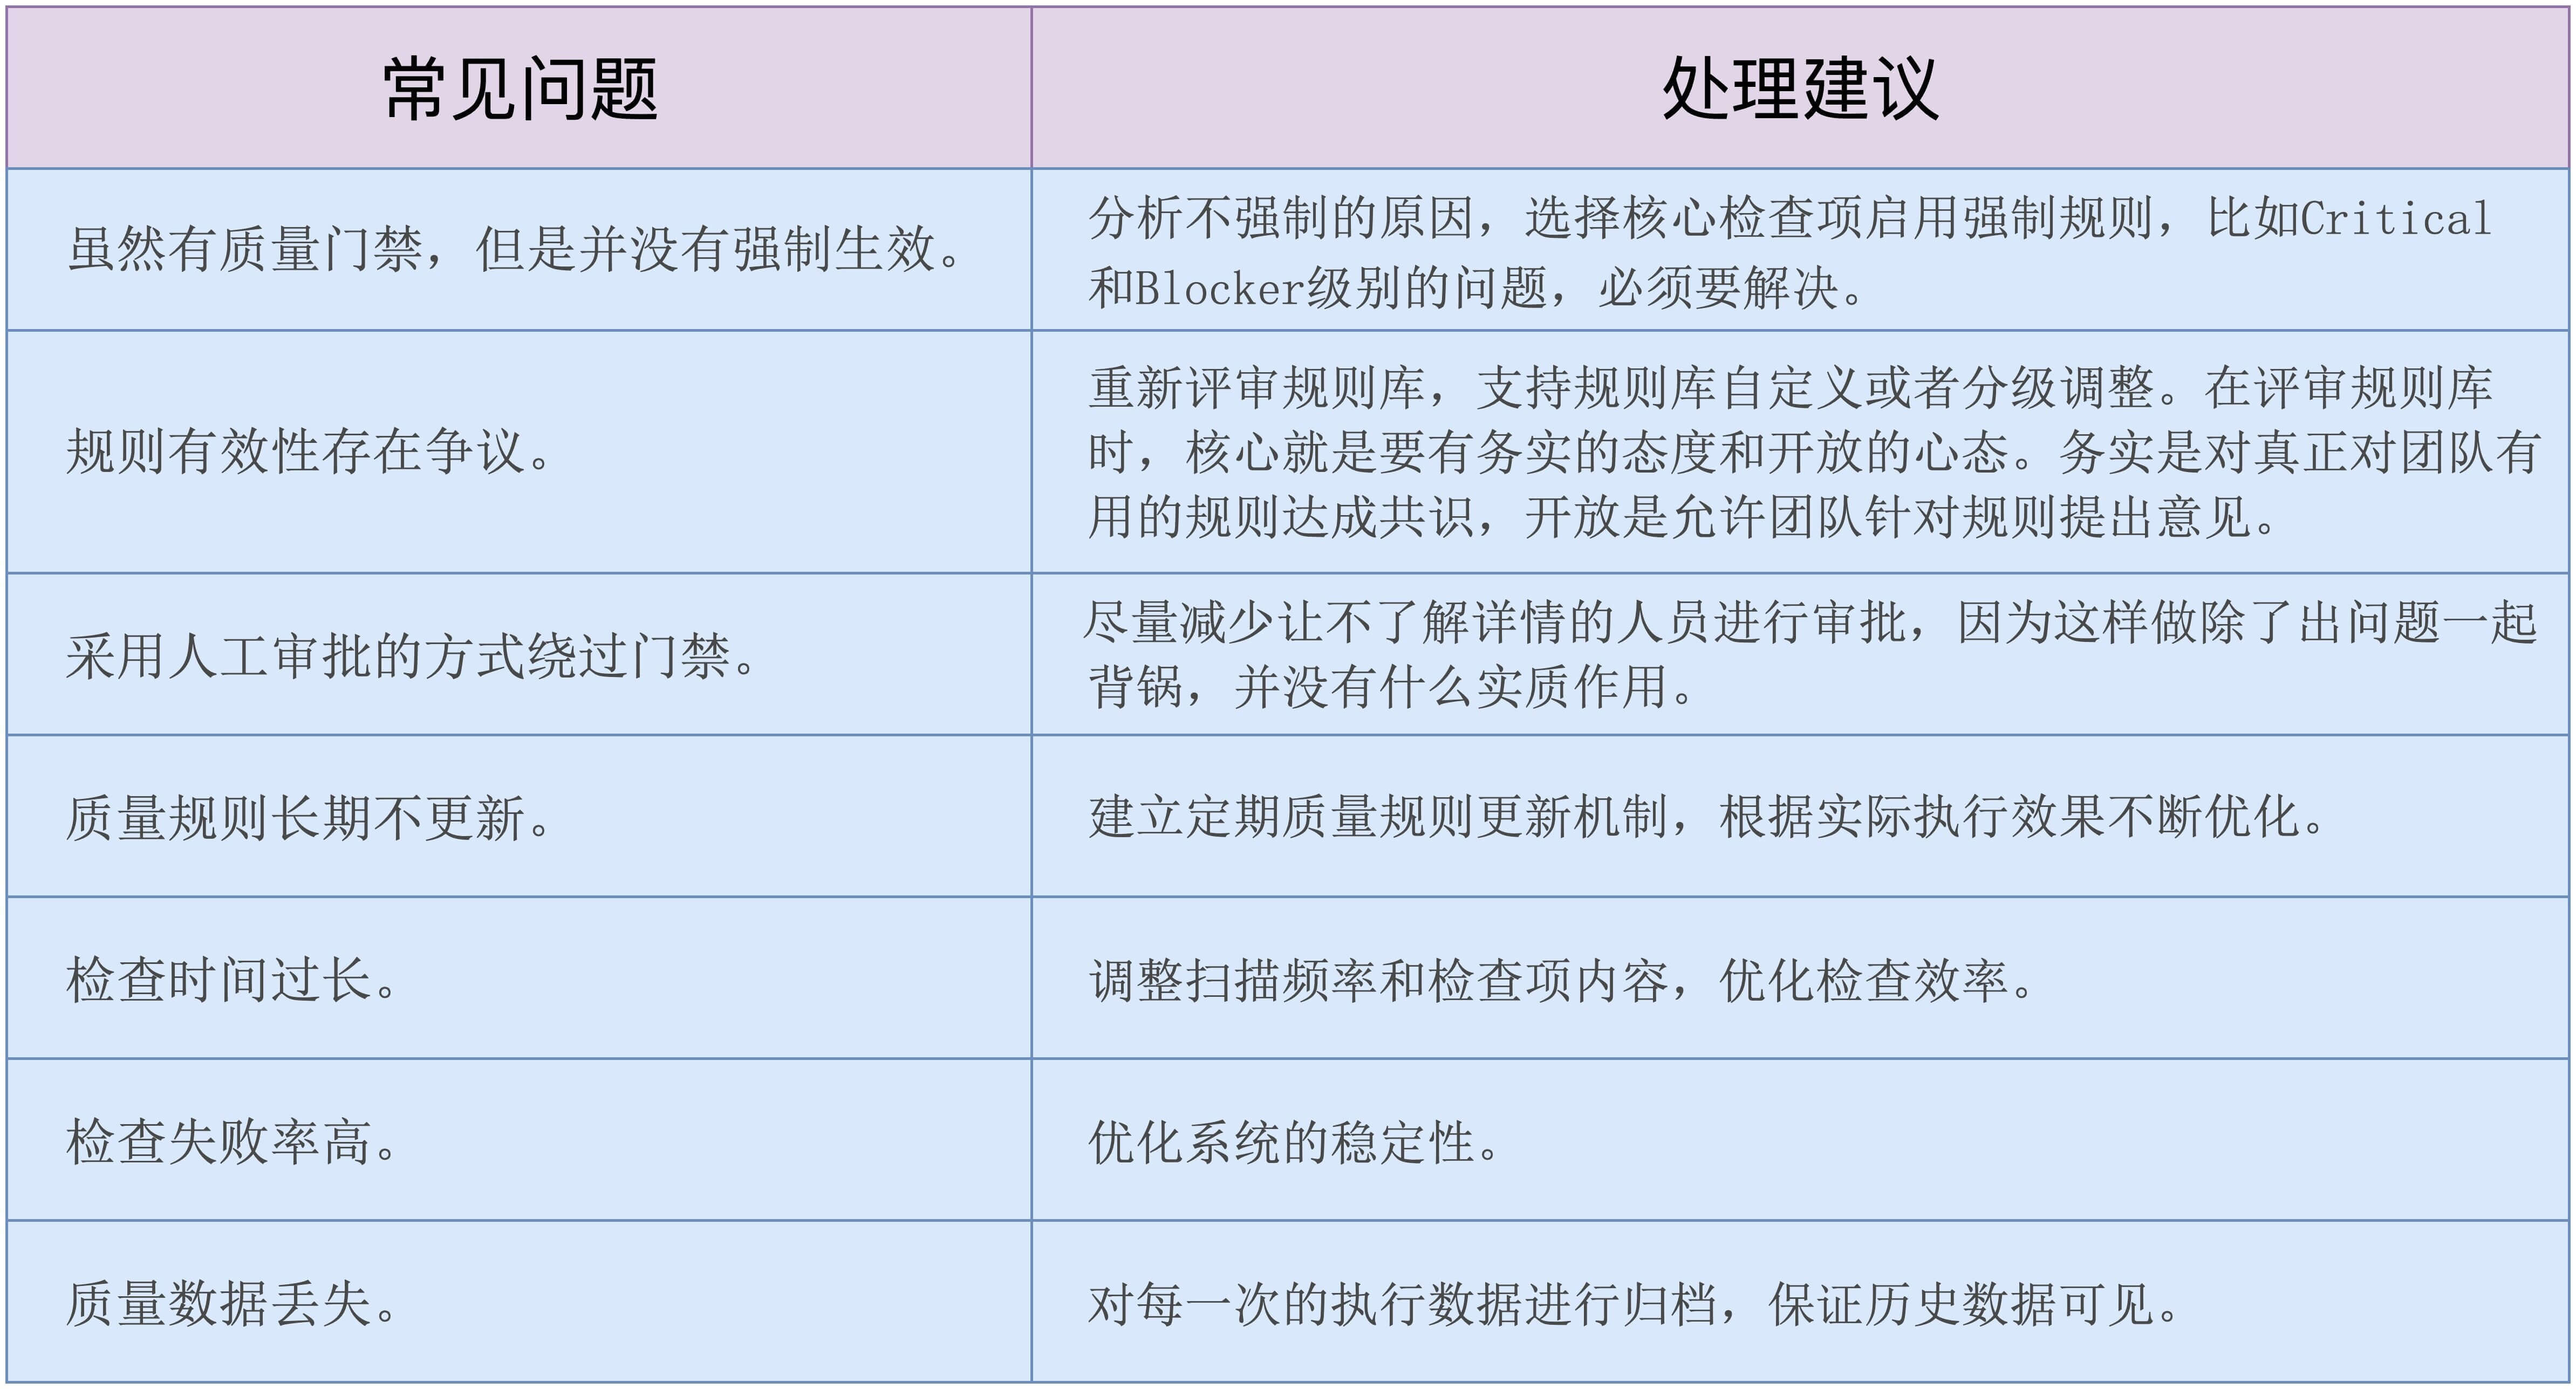 常见问题
处理建议
虽然有质量门禁，但是并没有强制生效。
分析不强制的原因，选择核心检查项启用强制规则，比如Critical
和Blocker级别的问题，必须要解决。
规则有效性存在争议。
重新评审规则库，支持规则库自定义或者分级调整。在评审规则库
时，核心就是要有务实的态度和开放的心态。务实是对真正对团队有
用的规则达成共识，开放是允许团队针对规则提出意见。
采用人工审批的方式绕过门禁。
尽量减少让不了解详情的人员进行审批，因为这样做除了出问题一起
背锅，并没有什么实质作用。
质量规则长期不更新。
建立定期质量规则更新机制，根据实际执行效果不断优化。
检查时间过长。
调整扫描频率和检查项内容，优化检查效率。
检查失败率高。
优化系统的稳定性。
质量数据丢失。
对每一次的执行数据进行归档，保证历史数据可见。